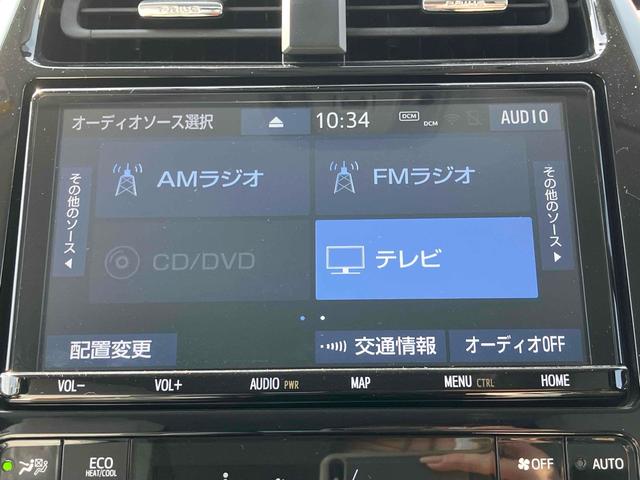 PRIUS
PRIUS
オーディオソース選択 10:34 DCM DCM AUDIO
その他のソース
AMラジオ
FMラジオ
その他のソース
CD/DVD
テレビ
配置変更
交通情報
オーディオOFF
VOL- VOL+ AUDIO PWR MAP MENU CTRL HOME
ECO
HEAT/COOL
OFF
AUTO